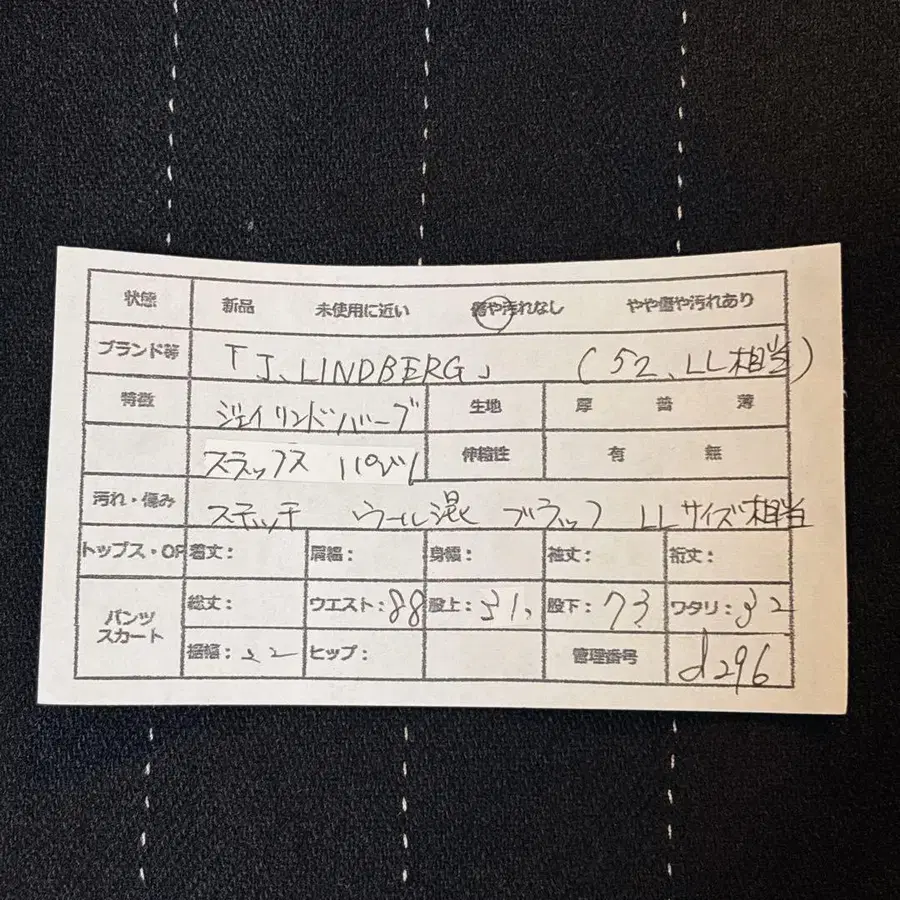 状態 新品 未使用に近い 傷や汚れなし やや傷や汚れあり
ブランド等 「J、LINDBERG」 (52、LL相当)
特徴 ジェイリンドバーグ 生地 厚 普 薄
スラックス パンツ 伸縮性 有 無
汚れ・傷み ステッチ ウール混 ブラック LLサイズ相当
トップス・OP 着丈: 肩幅: 身幅: 袖丈: 裄丈:
パンツ スカート 総丈: ウエスト:88 股上:31、 股下:73 ワタリ:32
裾幅:22 ヒップ: 管理番号 d296